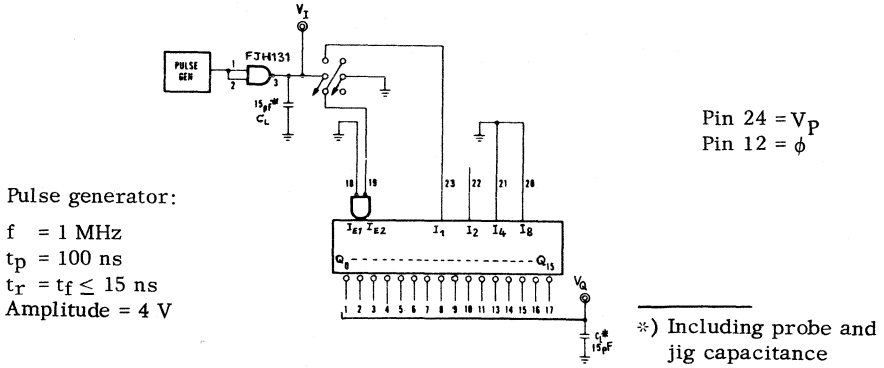 V_I
FJH131
PULSE
GEN
1
2
3
15pf*
C_L
Pin 24 = V_P
Pin 12 = ϕ
18 19 23 22 21 20
Pulse generator:
f = 1 MHz
t_p = 100 ns
t_r = t_f ≤ 15 ns
Amplitude = 4 V
I_E1 I_E2 I_1 I_2 I_4 I_8
Q_0 Q_15
V_Q
1 2 3 4 5 6 7 8 9 10 11 13 14 15 16 17
C_L*
15pF
*) Including probe and
jig capacitance